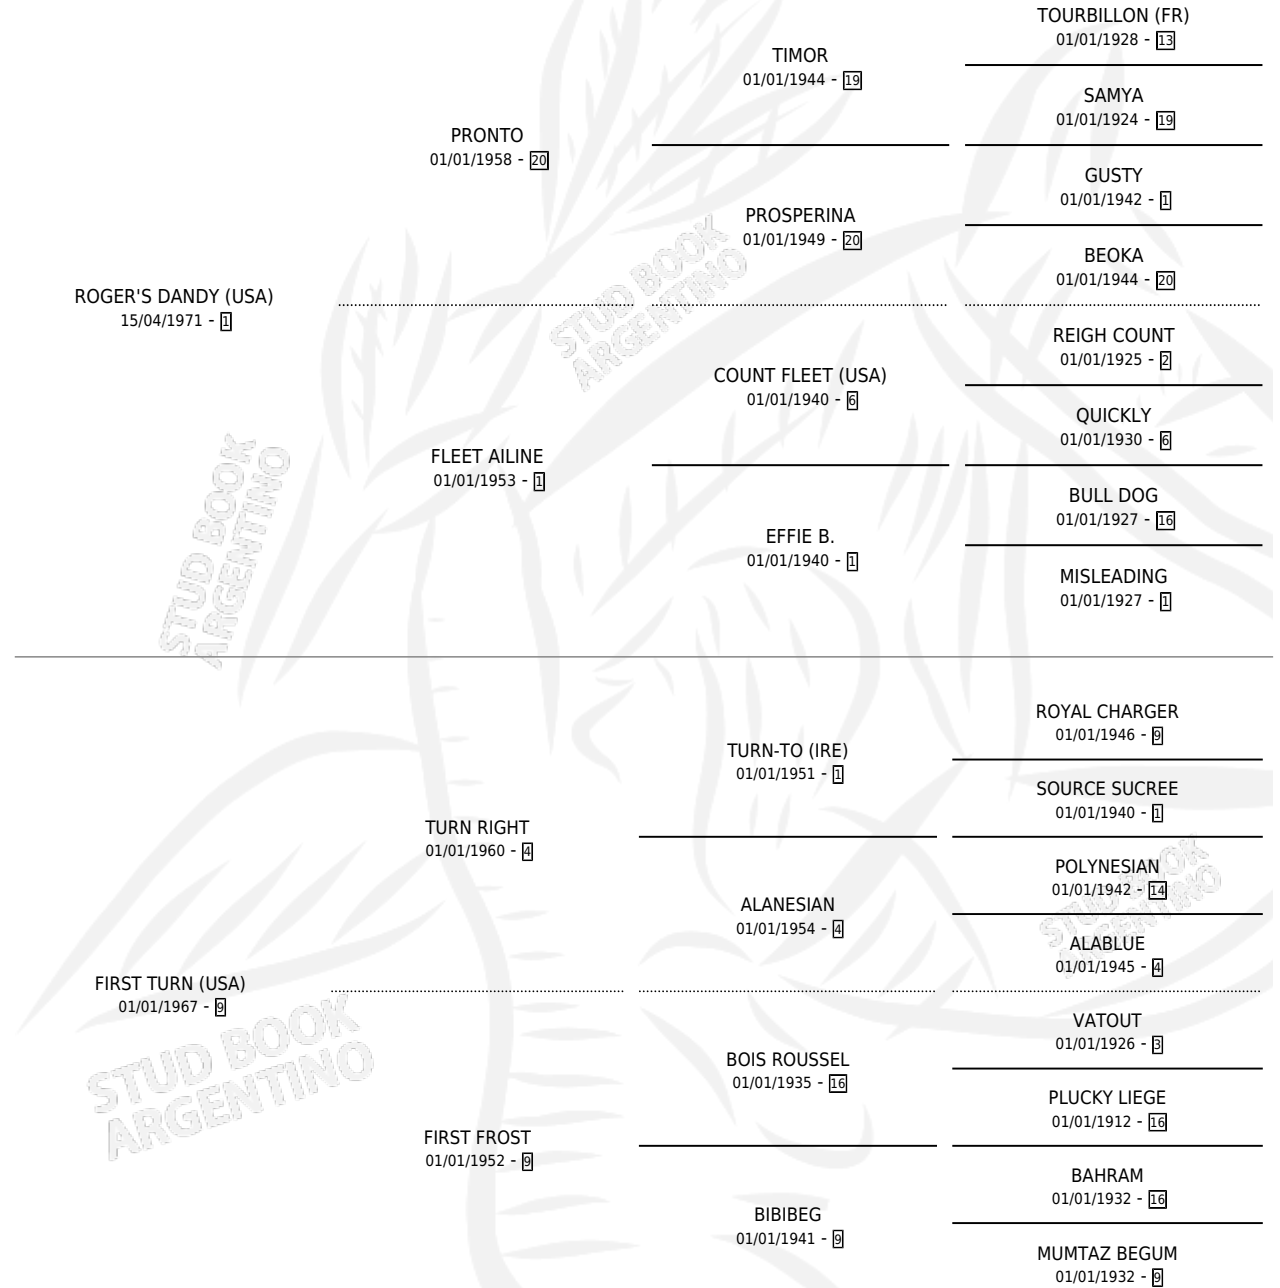 TOURBILLON (FR)
01/01/1928 - 13
TIMOR
01/01/1944 - 19
SAMYA
01/01/1924 - 19
PRONTO
01/01/1958 - 20
GUSTY
01/01/1942 - 1
PROSPERINA
01/01/1949 - 20
BEOKA
01/01/1944 - 20
ROGER'S DANDY (USA)
15/04/1971 - 1
REIGH COUNT
01/01/1925 - 2
COUNT FLEET (USA)
01/01/1940 - 6
QUICKLY
01/01/1930 - 6
FLEET AILINE
01/01/1953 - 1
BULL DOG
01/01/1927 - 16
EFFIE B.
01/01/1940 - 1
MISLEADING
01/01/1927 - 1
ROYAL CHARGER
01/01/1946 - 9
TURN-TO (IRE)
01/01/1951 - 1
SOURCE SUCREE
01/01/1940 - 1
TURN RIGHT
01/01/1960 - 4
POLYNESIAN
01/01/1942 - 14
ALANESIAN
01/01/1954 - 4
ALABLUE
01/01/1945 - 4
FIRST TURN (USA)
01/01/1967 - 9
VATOUT
01/01/1926 - 3
BOIS ROUSSEL
01/01/1935 - 16
PLUCKY LIEGE
01/01/1912 - 16
FIRST FROST
01/01/1952 - 9
BAHRAM
01/01/1932 - 16
BIBIBEG
01/01/1941 - 9
MUMTAZ BEGUM
01/01/1932 - 9
STUD BOOK
ARGENTINO
STUD BOOK
ARGENTINO
STUD BOOK
ARGENTINO
STUD BOOK
ARGENTINO